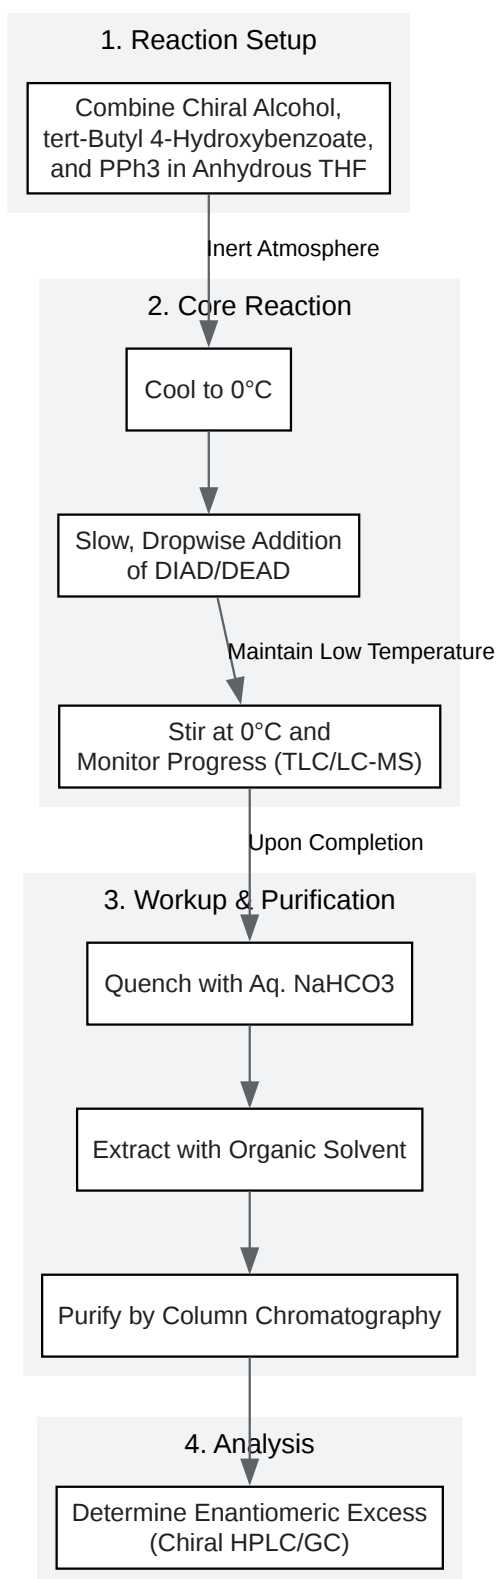 1. Reaction Setup
Combine Chiral Alcohol,
tert-Butyl 4-Hydroxybenzoate,
and PPh3 in Anhydrous THF
Inert Atmosphere
2. Core Reaction
Cool to 0°C
Slow, Dropwise Addition
of DIAD/DEAD
Maintain Low Temperature
Stir at 0°C and
Monitor Progress (TLC/LC-MS)
Upon Completion
3. Workup & Purification
Quench with Aq. NaHCO3
Extract with Organic Solvent
Purify by Column Chromatography
4. Analysis
Determine Enantiomeric Excess
(Chiral HPLC/GC)